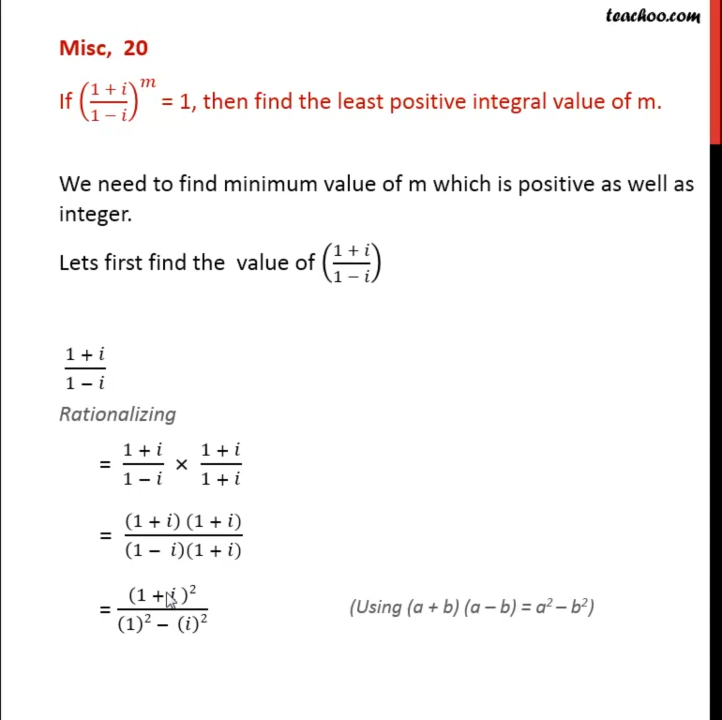 teachoo.com
Misc, 20
If ((1 + i)/(1 − i))^m = 1, then find the least positive integral value of m.
We need to find minimum value of m which is positive as well as
integer.
Lets first find the value of ((1 + i)/(1 − i))
(1 + i)/(1 − i)
Rationalizing
= (1 + i)/(1 − i) × (1 + i)/(1 + i)
= ((1 + i) (1 + i))/((1 − i)(1 + i))
= (1 + i )²/((1)² − (i)²) (Using (a + b) (a – b) = a² – b²)